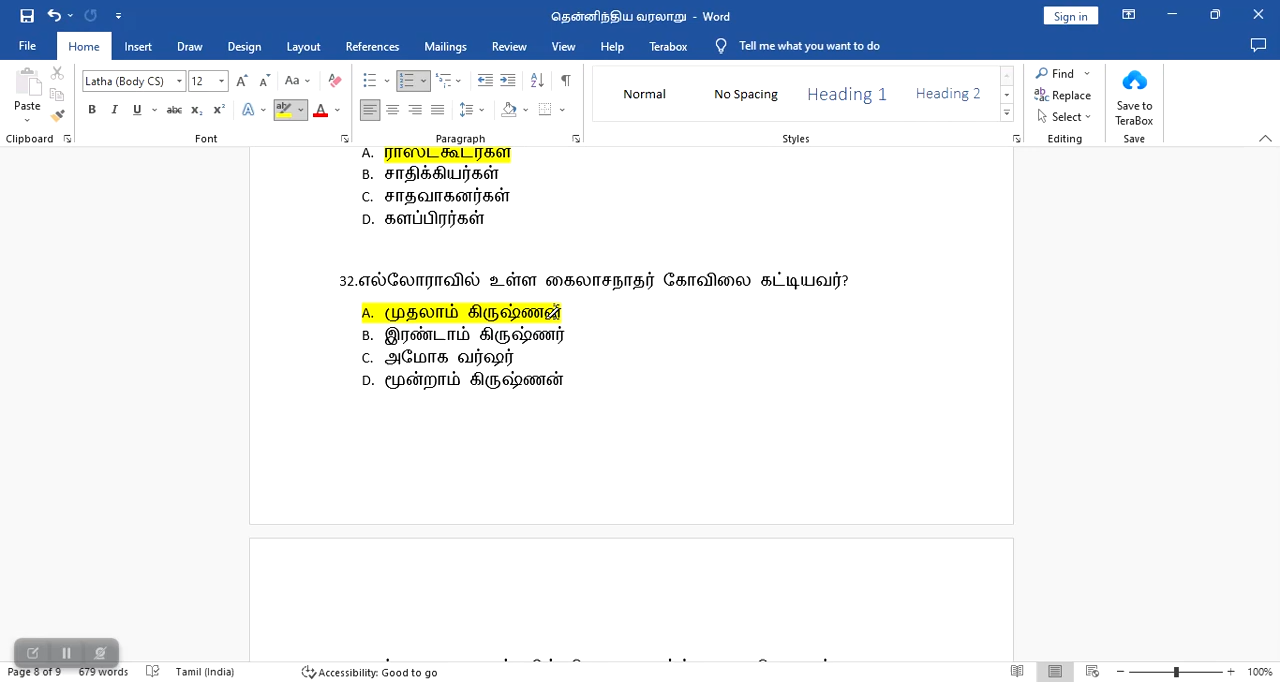 தென்னிந்திய வரலாறு - Word
Sign in
File Home Insert Draw Design Layout References Mailings Review View Help Terabox Tell me what you want to do
Paste
Latha (Body CS) 12
Normal No Spacing Heading 1 Heading 2
Find
Replace
Select
Save to TeraBox
Clipboard Font Paragraph Styles Editing Save
A. ராஸ்டகூடர்கள்
B. சாதிக்கியர்கள்
C. சாதவாகனர்கள்
D. களப்பிரர்கள்
32.எல்லோராவில் உள்ள கைலாசநாதர் கோவிலை கட்டியவர்?
A. முதலாம் கிருஷ்ணன்
B. இரண்டாம் கிருஷ்ணர்
C. அமோக வர்ஷர்
D. மூன்றாம் கிருஷ்ணன்
Page 8 of 9 679 words Tamil (India) Accessibility: Good to go 100%